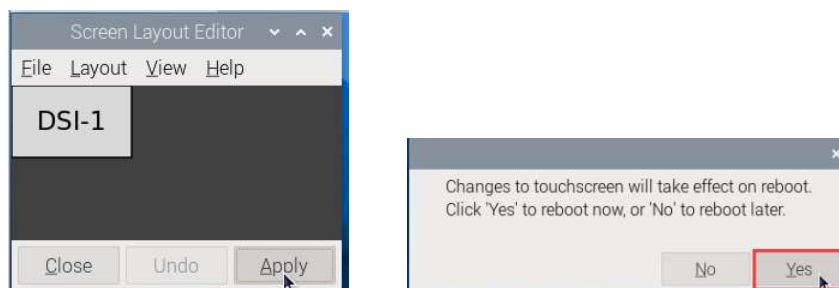 Screen Layout Editor
File Layout View Help
DSI-1
Close Undo Apply
Changes to touchscreen will take effect on reboot.
Click 'Yes' to reboot now, or 'No' to reboot later.
No Yes